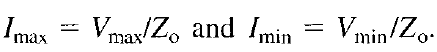 I_max = V_max/Z_o and I_min = V_min/Z_o.